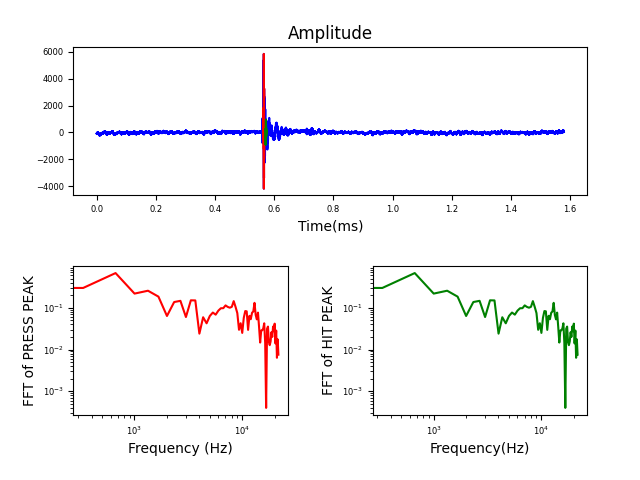 Amplitude
6000
4000
2000
0
−2000
−4000
0.0 0.2 0.4 0.6 0.8 1.0 1.2 1.4 1.6
Time(ms)
FFT of PRESS PEAK
10⁻¹
10⁻²
10⁻³
10³ 10⁴
Frequency (Hz)
FFT of HIT PEAK
10⁻¹
10⁻²
10⁻³
10³ 10⁴
Frequency(Hz)